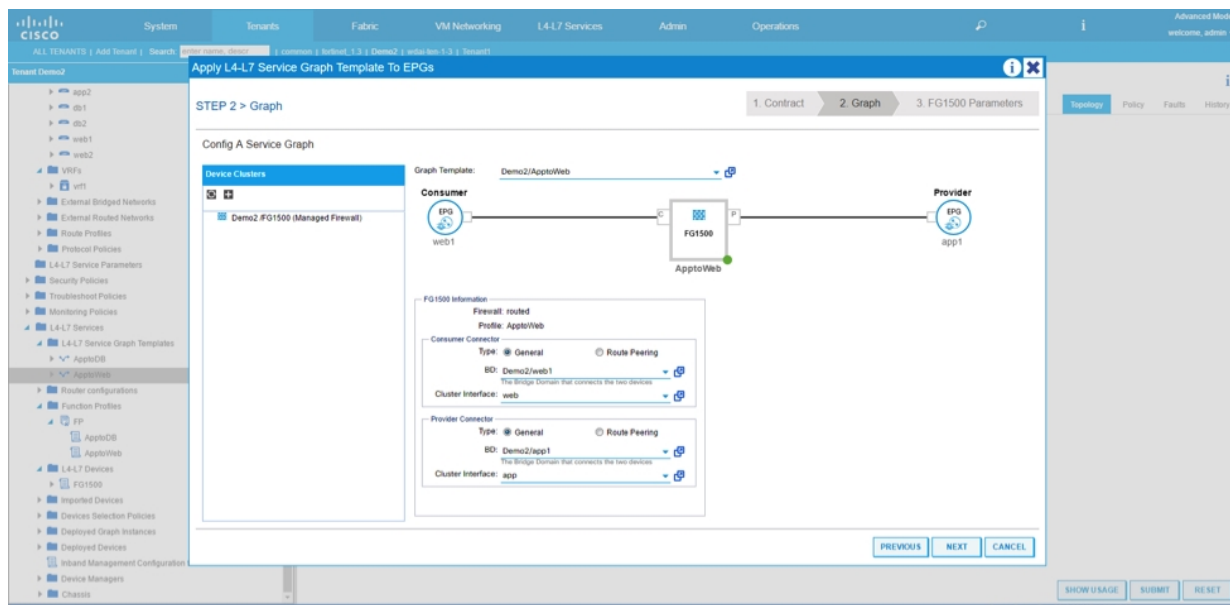 Advanced Mode
CISCO System Tenants Fabric VM Networking L4-L7 Services Admin Operations i welcome, admin
ALL TENANTS | Add Tenant | Search: enter name, descr | common | fortinet_1.3 | Demo2 | wdai-ten-1-3 | Tenant1
Tenant Demo2
app2
db1
db2
web1
web2
VRFs
vrf1
External Bridged Networks
External Routed Networks
Route Profiles
Protocol Policies
L4-L7 Service Parameters
Security Policies
Troubleshoot Policies
Monitoring Policies
L4-L7 Services
L4-L7 Service Graph Templates
ApptoDB
ApptoWeb
Router configurations
Function Profiles
FP
ApptoDB
ApptoWeb
L4-L7 Devices
FG1500
Imported Devices
Devices Selection Policies
Deployed Graph Instances
Deployed Devices
Inband Management Configuration
Device Managers
Chassis
Apply L4-L7 Service Graph Template To EPGs i
STEP 2 > Graph 1. Contract 2. Graph 3. FG1500 Parameters
Config A Service Graph
Device Clusters
Demo2 /FG1500 (Managed Firewall)
Graph Template: Demo2/ApptoWeb
Consumer Provider
EPG C P EPG
FG1500
web1 app1
ApptoWeb
FG1500 Information
Firewall: routed
Profile: ApptoWeb
Consumer Connector
Type: General Route Peering
BD: Demo2/web1
The Bridge Domain that connects the two devices
Cluster Interface: web
Provider Connector
Type: General Route Peering
BD: Demo2/app1
The Bridge Domain that connects the two devices
Cluster Interface: app
PREVIOUS NEXT CANCEL
i
Topology Policy Faults History
SHOW USAGE SUBMIT RESET